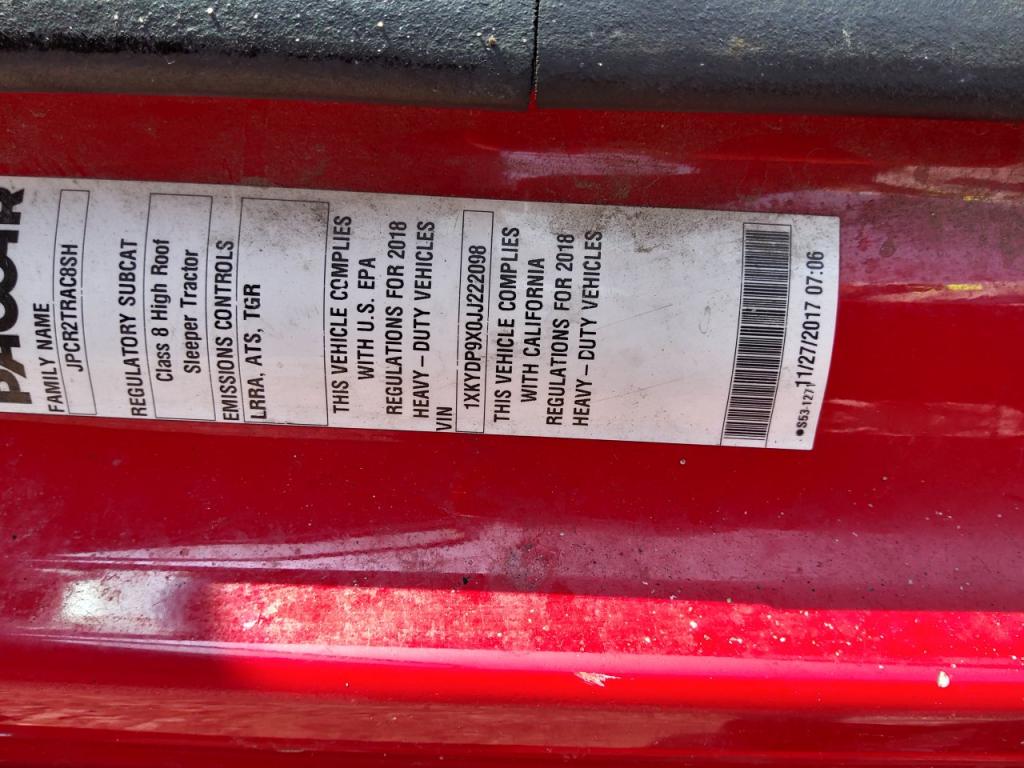 PACCAR
FAMILY NAME
JPCR2TRAC8SH
REGULATORY SUBCAT
Class 8 High Roof
Sleeper Tractor
EMISSIONS CONTROLS
LRRA, ATS, TGR
THIS VEHICLE COMPLIES
WITH U.S. EPA
REGULATIONS FOR 2018
HEAVY-DUTY VEHICLES
VIN
1XKYDP9X0JJ222098
THIS VEHICLE COMPLIES
WITH CALIFORNIA
REGULATIONS FOR 2018
HEAVY-DUTY VEHICLES
●S53-1271 11/27/2017 07:06